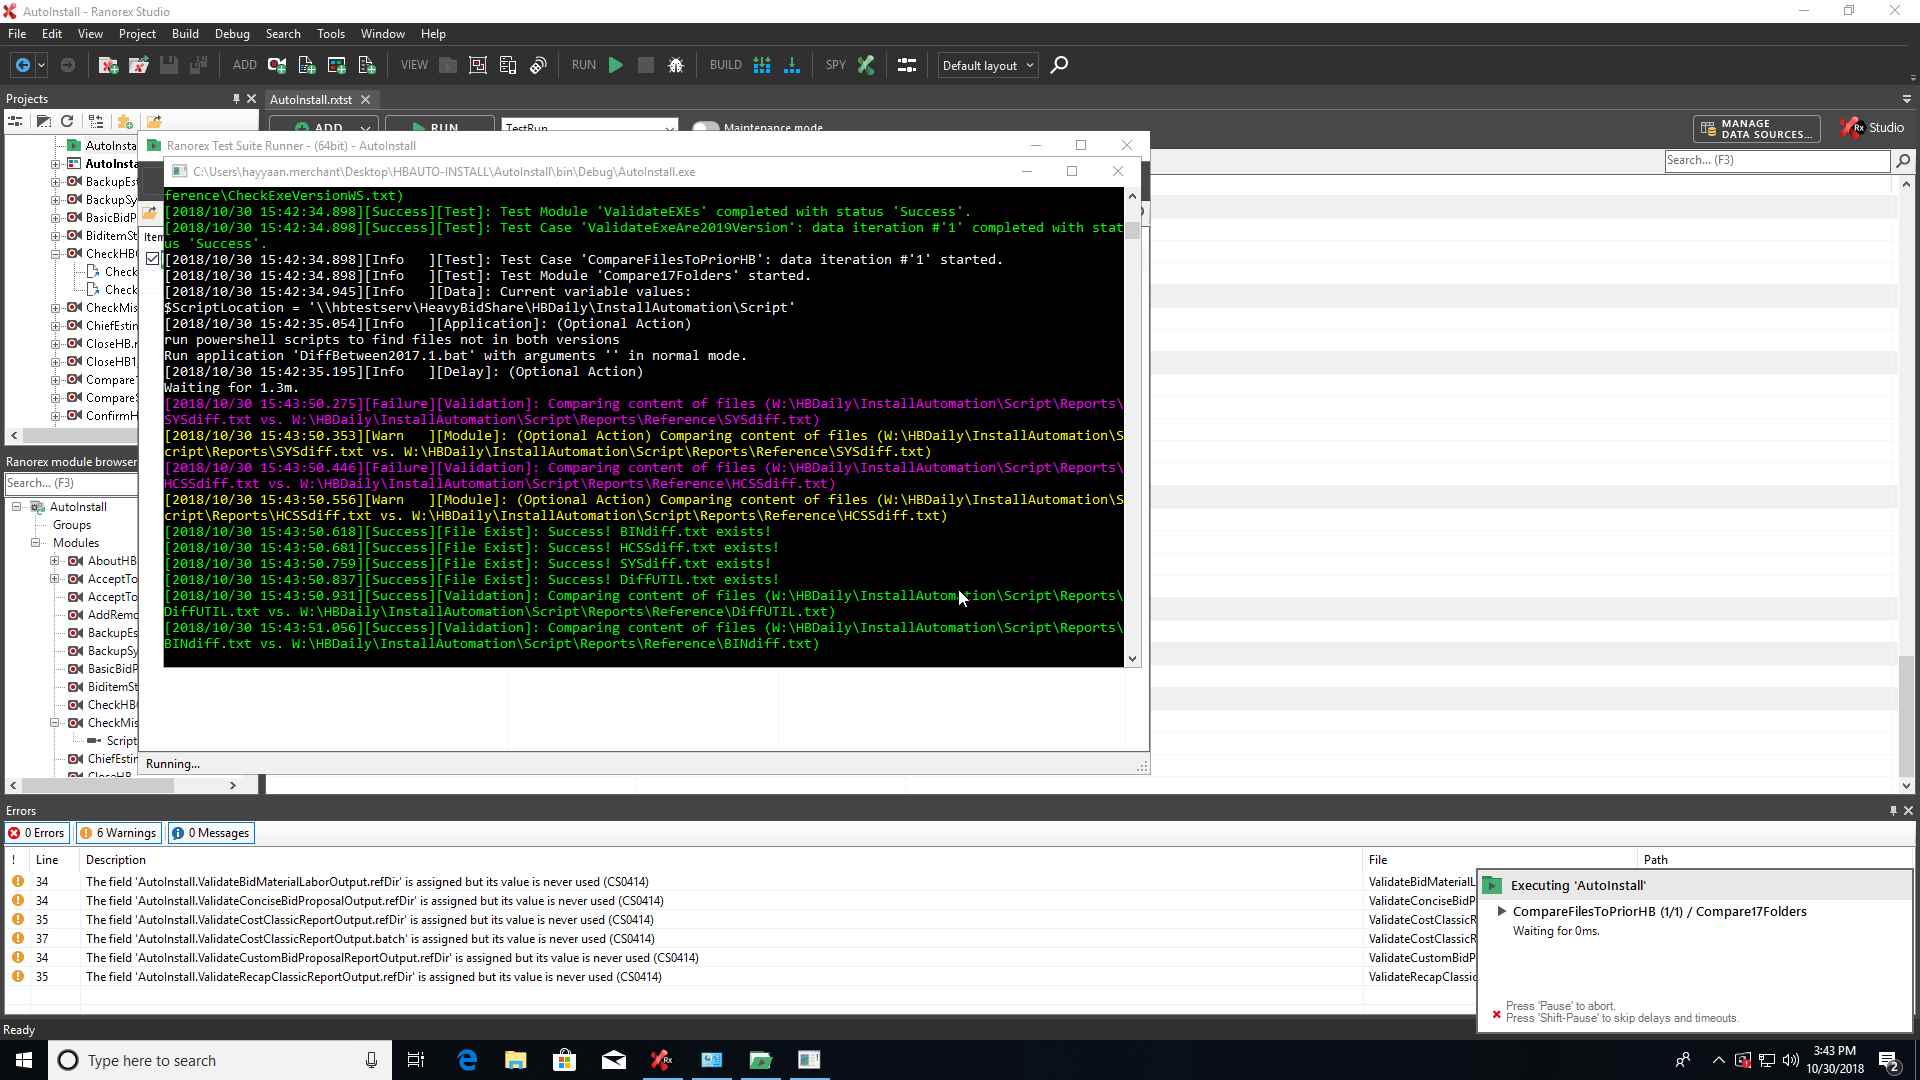 AutoInstall - Ranorex Studio
File Edit View Project Build Debug Search Tools Window Help
ADD VIEW RUN BUILD SPY Default layout
Projects
AutoInstall.rxtst
ADD RUN TestRun Maintenance mode
MANAGE
DATA SOURCES...
Rx Studio
Search... (F3)
AutoInsta
AutoInsta
BackupEst
BackupSy
BasicBidP
BiditemSt
CheckHB
Check
Check
CheckMis
ChiefEstin
CloseHB.r
CloseHB1
Compare
CompareS
ConfirmH
Ranorex Test Suite Runner - (64bit) - AutoInstall
Item
C:\Users\hayyaan.merchant\Desktop\HBAUTO-INSTALL\AutoInstall\bin\Debug\AutoInstall.exe
ference\CheckExeVersionWS.txt)
[2018/10/30 15:42:34.898][Success][Test]: Test Module 'ValidateEXEs' completed with status 'Success'.
[2018/10/30 15:42:34.898][Success][Test]: Test Case 'ValidateExeAre2019Version': data iteration #'1' completed with stat
us 'Success'.
[2018/10/30 15:42:34.898][Info   ][Test]: Test Case 'CompareFilesToPriorHB': data iteration #'1' started.
[2018/10/30 15:42:34.898][Info   ][Test]: Test Module 'Compare17Folders' started.
[2018/10/30 15:42:34.945][Info   ][Data]: Current variable values:
$ScriptLocation = '\\hbtestserv\HeavyBidShare\HBDaily\InstallAutomation\Script'
[2018/10/30 15:42:35.054][Info   ][Application]: (Optional Action)
run powershell scripts to find files not in both versions
Run application 'DiffBetween2017.1.bat' with arguments '' in normal mode.
[2018/10/30 15:42:35.195][Info   ][Delay]: (Optional Action)
Waiting for 1.3m.
[2018/10/30 15:43:50.275][Failure][Validation]: Comparing content of files (W:\HBDaily\InstallAutomation\Script\Reports\
SYSdiff.txt vs. W:\HBDaily\InstallAutomation\Script\Reports\Reference\SYSdiff.txt)
[2018/10/30 15:43:50.353][Warn   ][Module]: (Optional Action) Comparing content of files (W:\HBDaily\InstallAutomation\S
cript\Reports\SYSdiff.txt vs. W:\HBDaily\InstallAutomation\Script\Reports\Reference\SYSdiff.txt)
[2018/10/30 15:43:50.446][Failure][Validation]: Comparing content of files (W:\HBDaily\InstallAutomation\Script\Reports\
HCSSdiff.txt vs. W:\HBDaily\InstallAutomation\Script\Reports\Reference\HCSSdiff.txt)
[2018/10/30 15:43:50.556][Warn   ][Module]: (Optional Action) Comparing content of files (W:\HBDaily\InstallAutomation\S
cript\Reports\HCSSdiff.txt vs. W:\HBDaily\InstallAutomation\Script\Reports\Reference\HCSSdiff.txt)
[2018/10/30 15:43:50.618][Success][File Exist]: Success! BINdiff.txt exists!
[2018/10/30 15:43:50.681][Success][File Exist]: Success! HCSSdiff.txt exists!
[2018/10/30 15:43:50.759][Success][File Exist]: Success! SYSdiff.txt exists!
[2018/10/30 15:43:50.837][Success][File Exist]: Success! DiffUTIL.txt exists!
[2018/10/30 15:43:50.931][Success][Validation]: Comparing content of files (W:\HBDaily\InstallAutomation\Script\Reports\
DiffUTIL.txt vs. W:\HBDaily\InstallAutomation\Script\Reports\Reference\DiffUTIL.txt)
[2018/10/30 15:43:51.056][Success][Validation]: Comparing content of files (W:\HBDaily\InstallAutomation\Script\Reports\
BINdiff.txt vs. W:\HBDaily\InstallAutomation\Script\Reports\Reference\BINdiff.txt)
Running...
Ranorex module browser
Search... (F3)
AutoInstall
Groups
Modules
AboutHB
AcceptTo
AcceptTo
AddRemo
BackupEs
BackupSy
BasicBidP
BiditemSt
CheckHB
CheckMis
Script
ChiefEstin
CloseHB
Errors
0 Errors 6 Warnings 0 Messages
! Line Description File Path
34 The field 'AutoInstall.ValidateBidMaterialLaborOutput.refDir' is assigned but its value is never used (CS0414) ValidateBidMaterialL
34 The field 'AutoInstall.ValidateConciseBidProposalOutput.refDir' is assigned but its value is never used (CS0414) ValidateConciseBidP
35 The field 'AutoInstall.ValidateCostClassicReportOutput.refDir' is assigned but its value is never used (CS0414) ValidateCostClassicR
37 The field 'AutoInstall.ValidateCostClassicReportOutput.batch' is assigned but its value is never used (CS0414) ValidateCostClassicR
34 The field 'AutoInstall.ValidateCustomBidProposalReportOutput.refDir' is assigned but its value is never used (CS0414) ValidateCustomBidP
35 The field 'AutoInstall.ValidateRecapClassicReportOutput.refDir' is assigned but its value is never used (CS0414) ValidateRecapClassic
Executing 'AutoInstall'
CompareFilesToPriorHB (1/1) / Compare17Folders
Waiting for 0ms.
Press 'Pause' to abort.
Press 'Shift-Pause' to skip delays and timeouts.
Ready
Type here to search
3:43 PM
10/30/2018
2